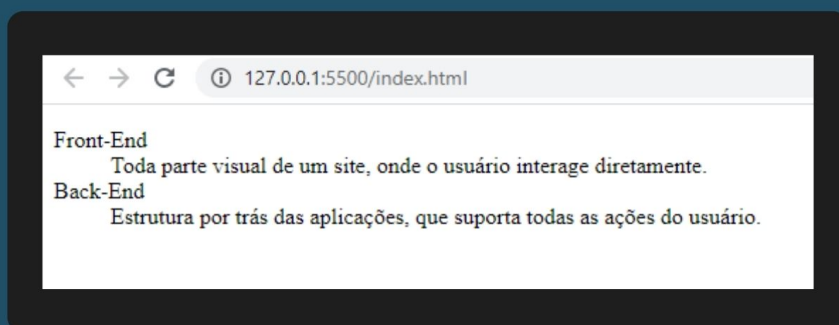 127.0.0.1:5500/index.html
Front-End
Toda parte visual de um site, onde o usuário interage diretamente.
Back-End
Estrutura por trás das aplicações, que suporta todas as ações do usuário.